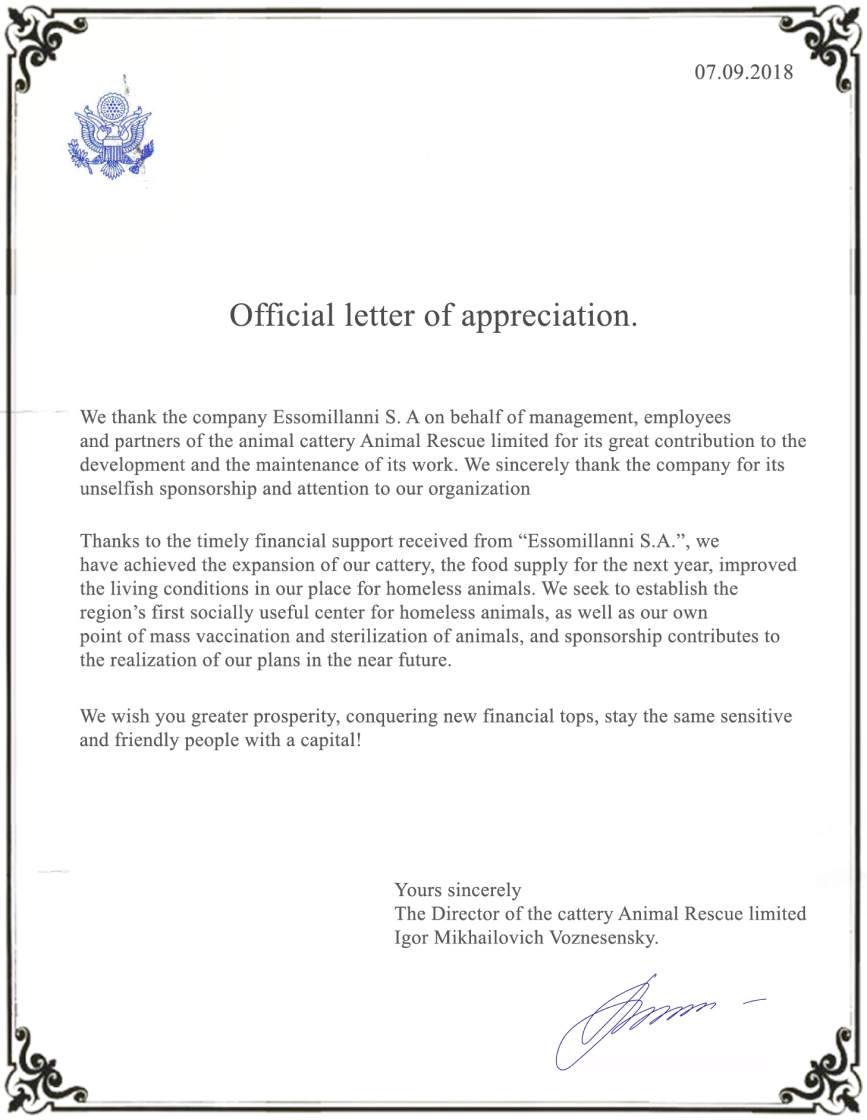 07.09.2018
Official letter of appreciation.
We thank the company Essomillanni S. A on behalf of management, employees
and partners of the animal cattery Animal Rescue limited for its great contribution to the
development and the maintenance of its work. We sincerely thank the company for its
unselfish sponsorship and attention to our organization
Thanks to the timely financial support received from “Essomillanni S.A.”, we
have achieved the expansion of our cattery, the food supply for the next year, improved
the living conditions in our place for homeless animals. We seek to establish the
region’s first socially useful center for homeless animals, as well as our own
point of mass vaccination and sterilization of animals, and sponsorship contributes to
the realization of our plans in the near future.
We wish you greater prosperity, conquering new financial tops, stay the same sensitive
and friendly people with a capital!
Yours sincerely
The Director of the cattery Animal Rescue limited
Igor Mikhailovich Voznesensky.